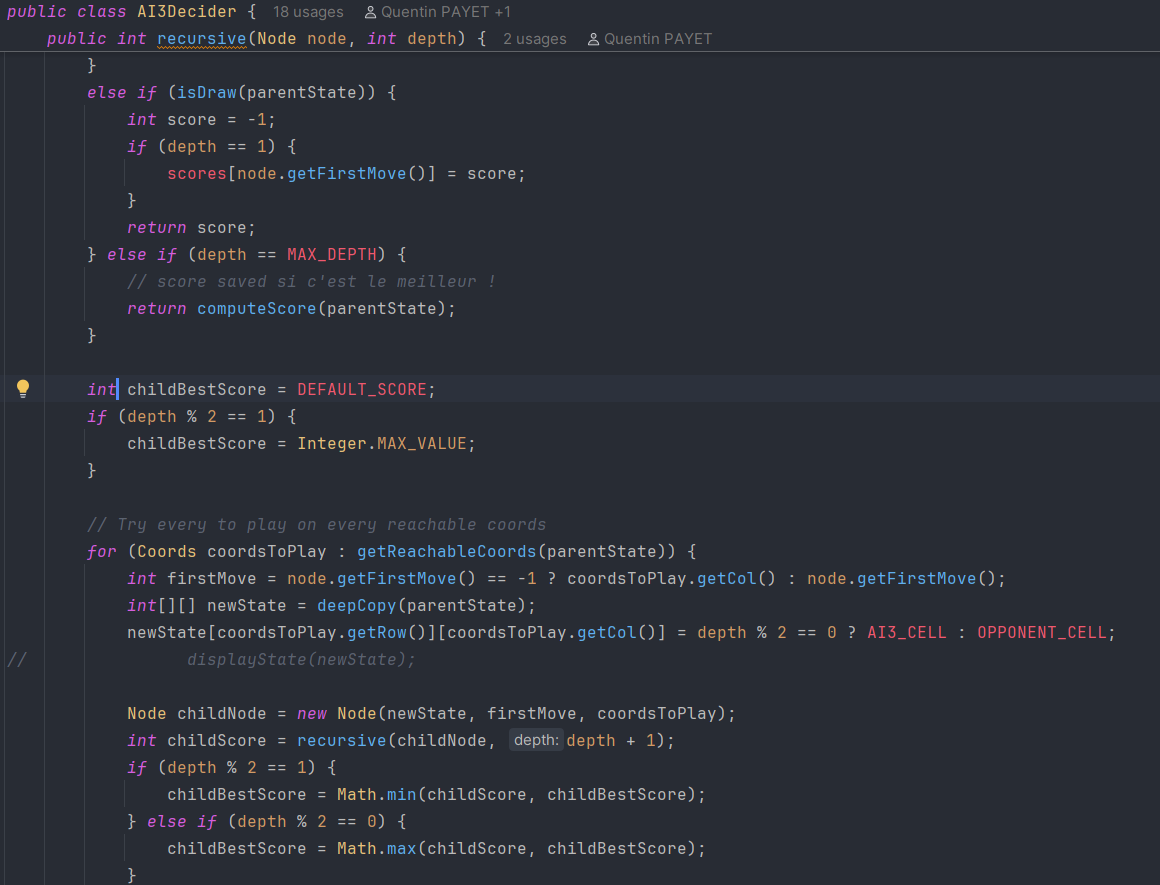 public class AI3Decider {  18 usages  Quentin PAYET +1
    public int recursive(Node node, int depth) {  2 usages  Quentin PAYET
        }
        else if (isDraw(parentState)) {
            int score = -1;
            if (depth == 1) {
                scores[node.getFirstMove()] = score;
            }
            return score;
        } else if (depth == MAX_DEPTH) {
            // score saved si c'est le meilleur !
            return computeScore(parentState);
        }
        int childBestScore = DEFAULT_SCORE;
        if (depth % 2 == 1) {
            childBestScore = Integer.MAX_VALUE;
        }
        // Try every to play on every reachable coords
        for (Coords coordsToPlay : getReachableCoords(parentState)) {
            int firstMove = node.getFirstMove() == -1 ? coordsToPlay.getCol() : node.getFirstMove();
            int[][] newState = deepCopy(parentState);
            newState[coordsToPlay.getRow()][coordsToPlay.getCol()] = depth % 2 == 0 ? AI3_CELL : OPPONENT_CELL;
//                displayState(newState);
            Node childNode = new Node(newState, firstMove, coordsToPlay);
            int childScore = recursive(childNode, depth: depth + 1);
            if (depth % 2 == 1) {
                childBestScore = Math.min(childScore, childBestScore);
            } else if (depth % 2 == 0) {
                childBestScore = Math.max(childScore, childBestScore);
            }